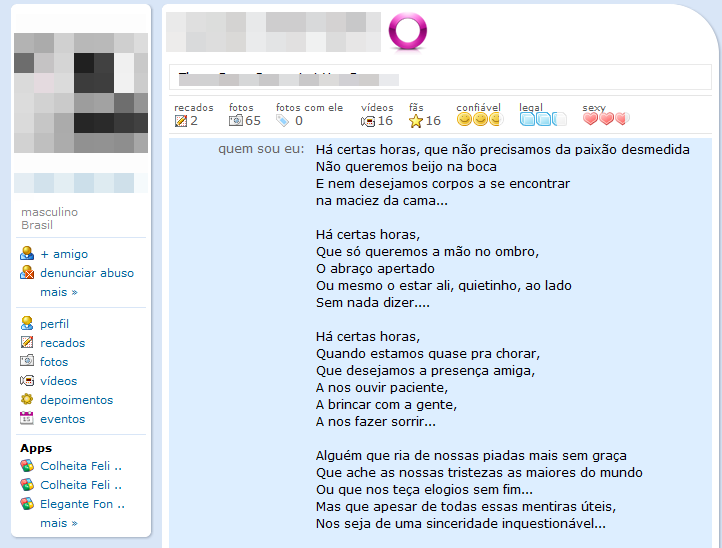 masculino
Brasil
+ amigo
denunciar abuso
mais »
perfil
recados
fotos
vídeos
depoimentos
eventos
Apps
Colheita Feli ..
Colheita Feli ..
Elegante Fon ..
mais »
recados fotos fotos com ele vídeos fãs confiável legal sexy
2 65 0 16 16
quem sou eu: Há certas horas, que não precisamos da paixão desmedida
Não queremos beijo na boca
E nem desejamos corpos a se encontrar
na maciez da cama...
Há certas horas,
Que só queremos a mão no ombro,
O abraço apertado
Ou mesmo o estar ali, quietinho, ao lado
Sem nada dizer....
Há certas horas,
Quando estamos quase pra chorar,
Que desejamos a presença amiga,
A nos ouvir paciente,
A brincar com a gente,
A nos fazer sorrir...
Alguém que ria de nossas piadas mais sem graça
Que ache as nossas tristezas as maiores do mundo
Ou que nos teça elogios sem fim...
Mas que apesar de todas essas mentiras úteis,
Nos seja de uma sinceridade inquestionável...